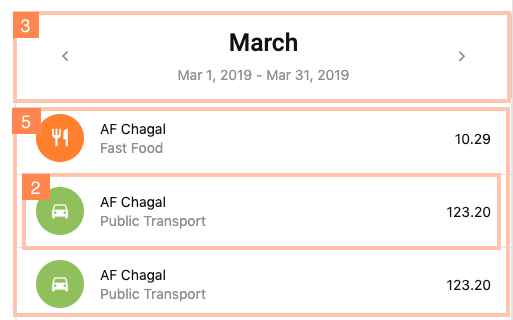 3
March
Mar 1, 2019 - Mar 31, 2019
5
AF Chagal
Fast Food
10.29
2
AF Chagal
Public Transport
123.20
AF Chagal
Public Transport
123.20